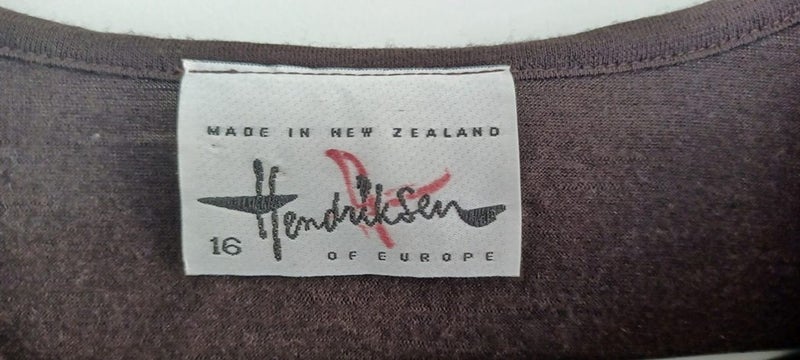 MADE IN NEW ZEALAND
Hendriksen
16
OF EUROPE